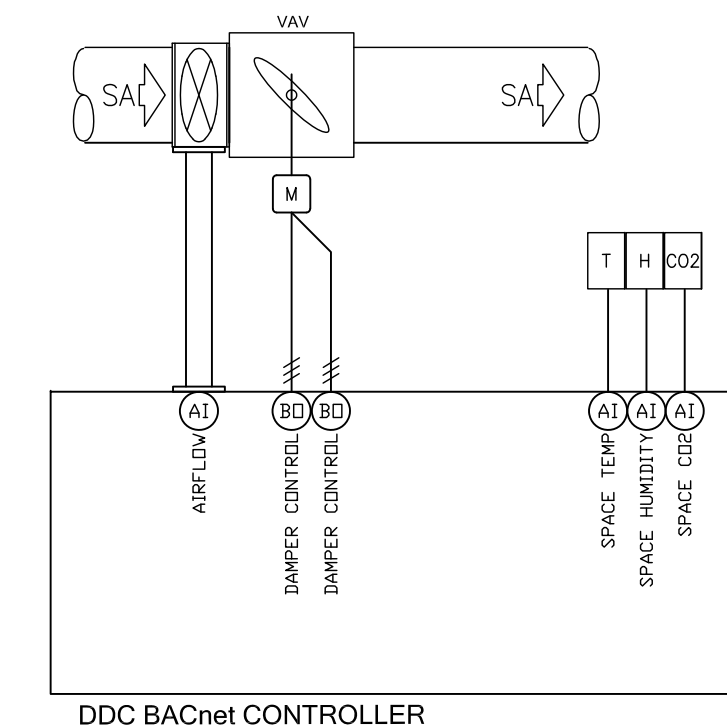 VAV
SA
SA
M
T H CO2
AI BO BO AI AI AI
AIRFLOW
DAMPER CONTROL
DAMPER CONTROL
SPACE TEMP
SPACE HUMIDITY
SPACE CO2
DDC BACnet CONTROLLER